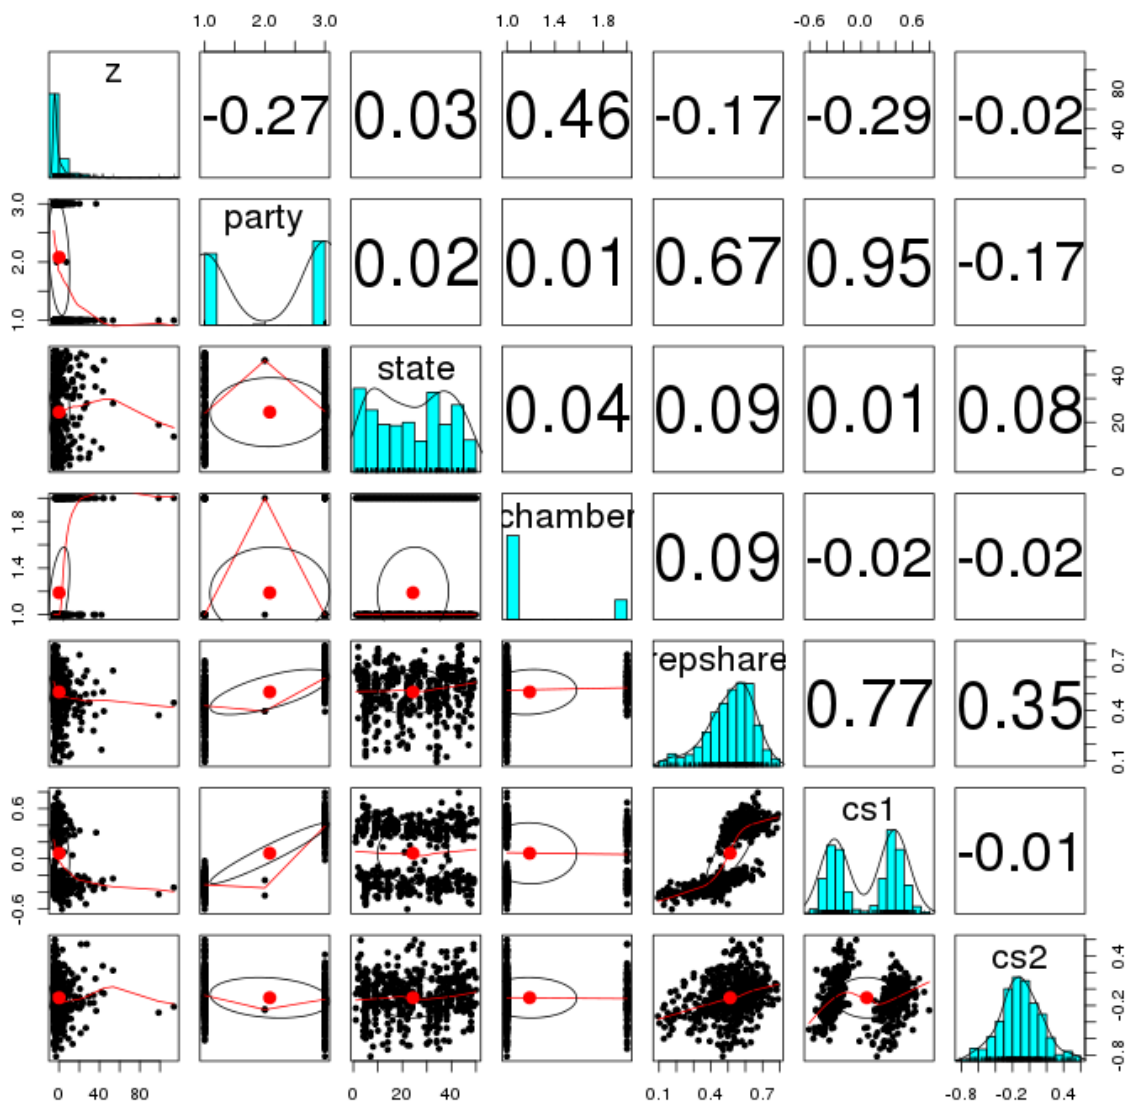 1.0 2.0 3.0 1.0 1.4 1.8 -0.6 0.0 0.6
z -0.27 0.03 0.46 -0.17 -0.29 -0.02 0 40 80
1.0 2.0 3.0 party 0.02 0.01 0.67 0.95 -0.17
state 0.04 0.09 0.01 0.08 0 20 40
1.0 1.4 1.8 chamber 0.09 -0.02 -0.02
repshare 0.77 0.35 0.1 0.4 0.7
-0.6 0.0 0.6 cs1 -0.01
cs2 -0.8 -0.2 0.4
0 40 80 0 20 40 0.1 0.4 0.7 -0.8 -0.2 0.4